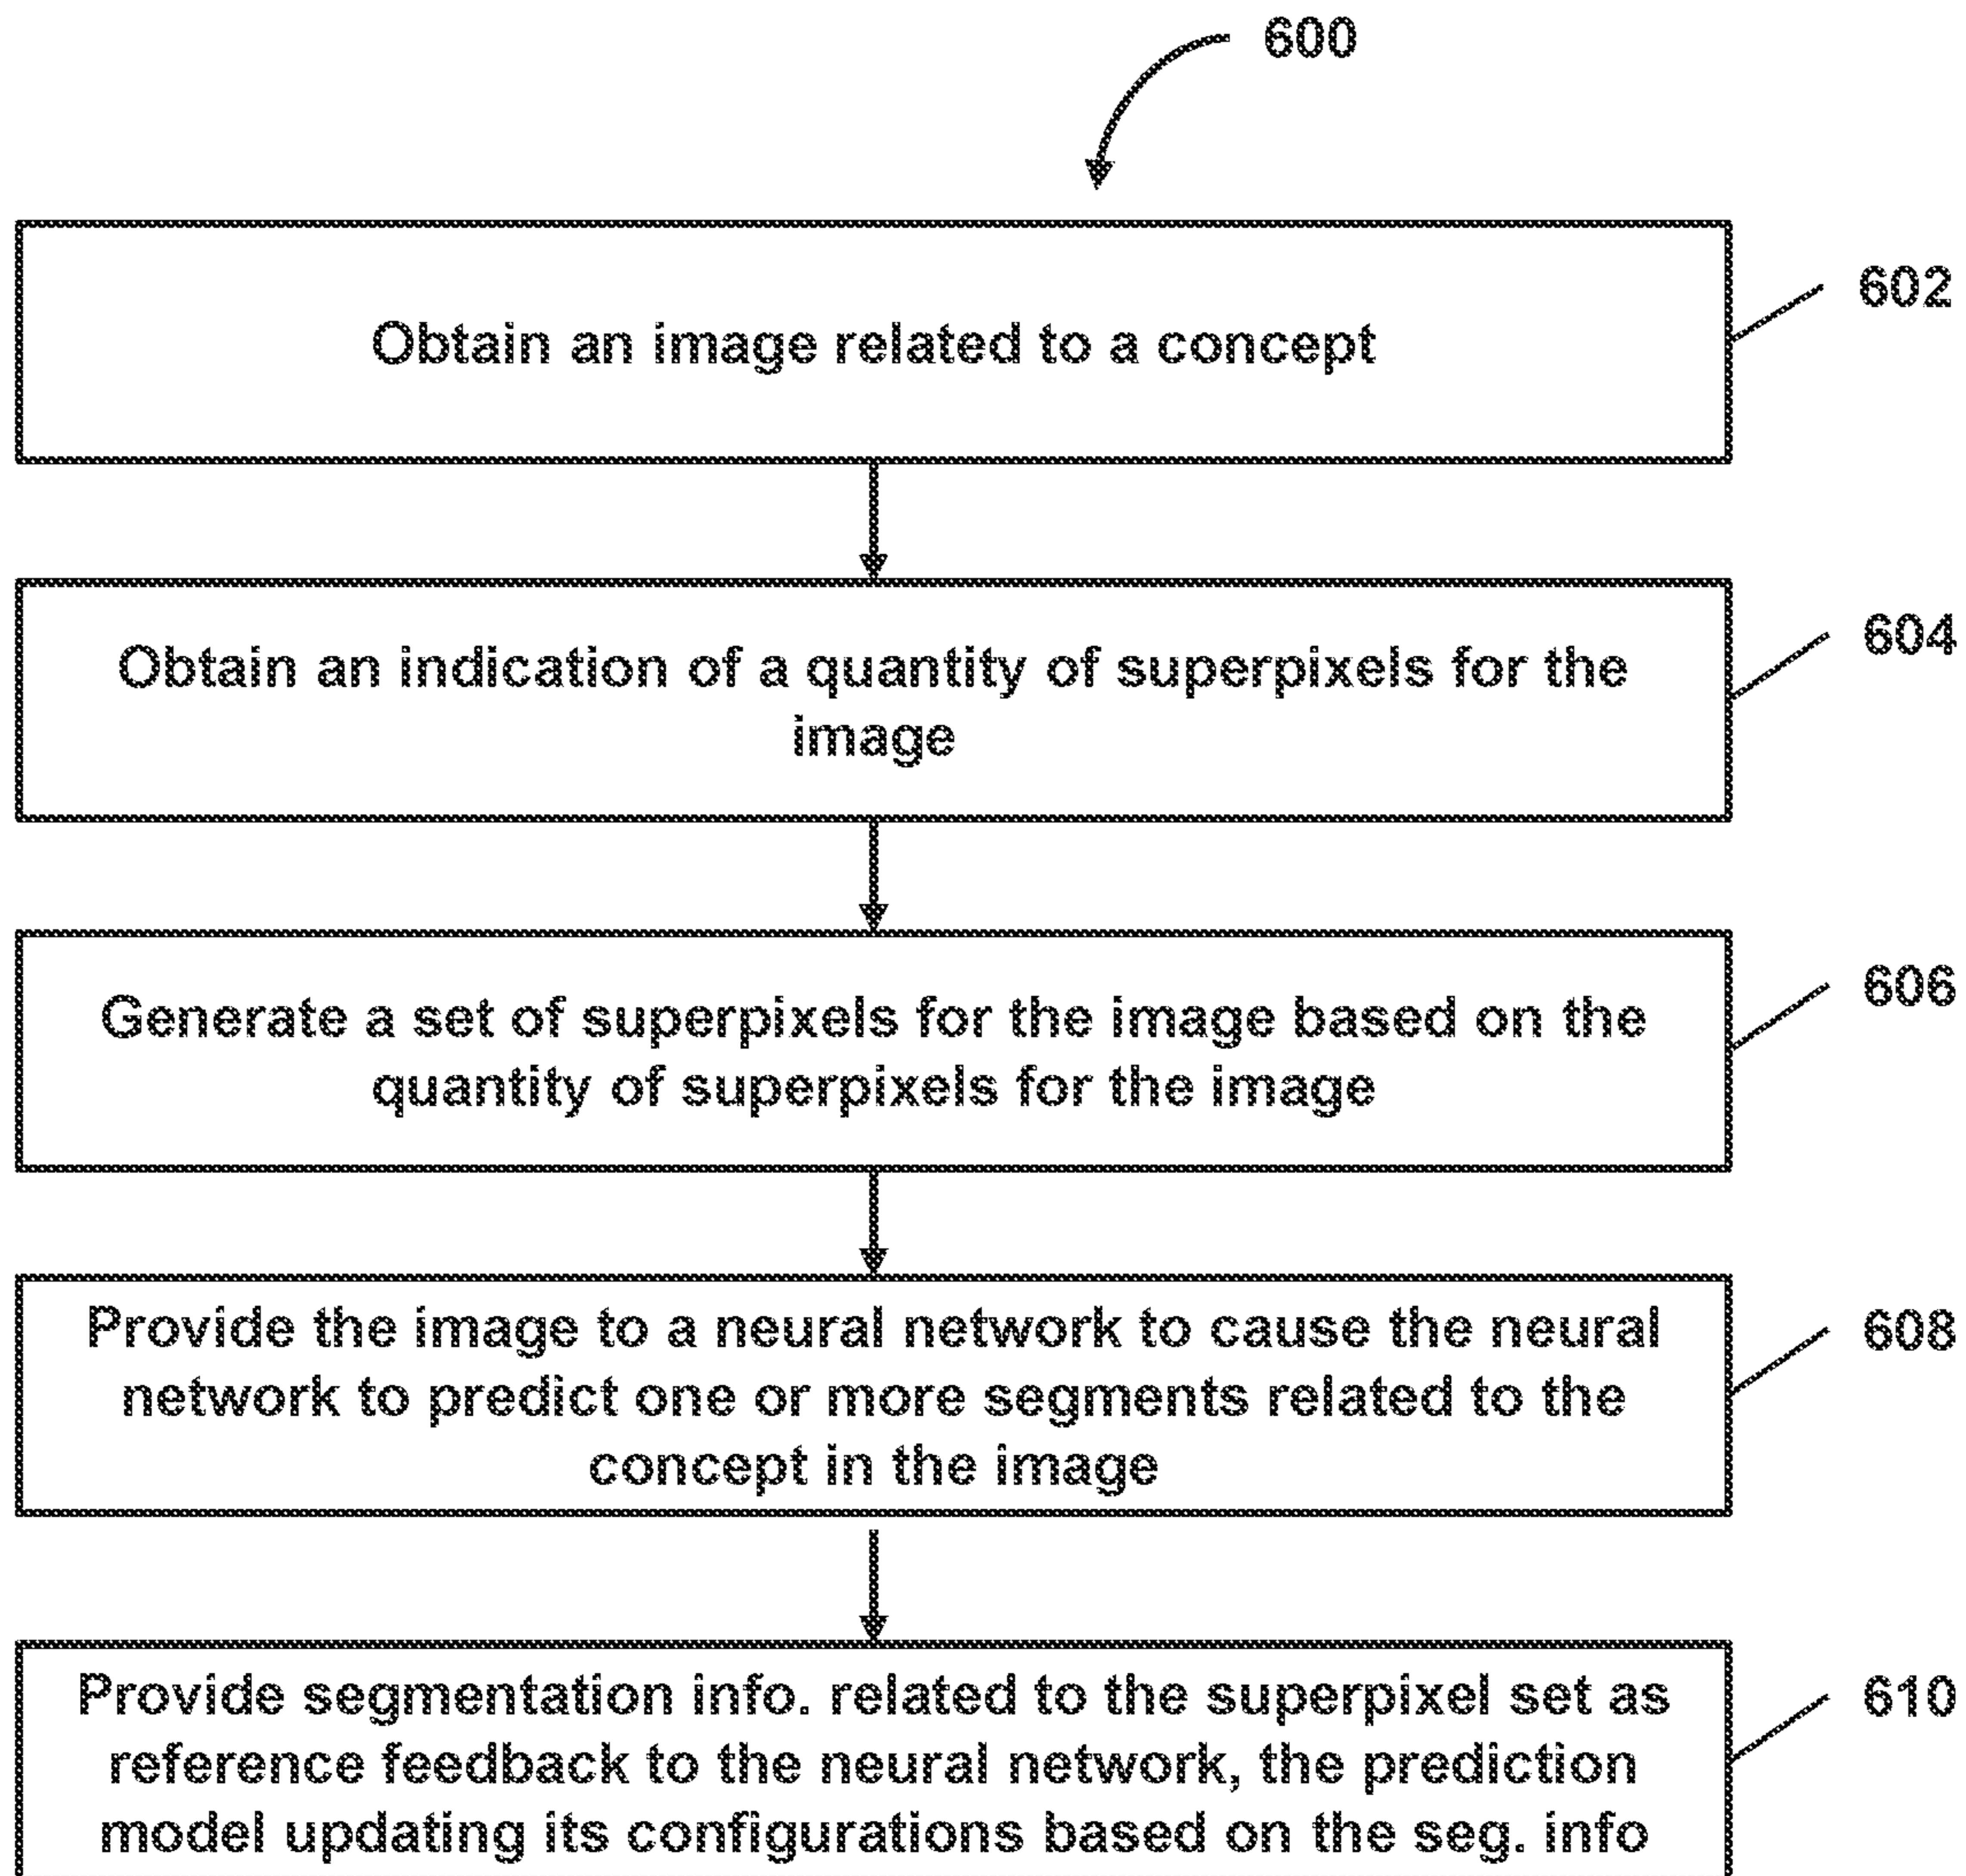 600
Obtain an image related to a concept
602
Obtain an indication of a quantity of superpixels for the
image
604
Generate a set of superpixels for the image based on the
quantity of superpixels for the image
606
Provide the image to a neural network to cause the neural
network to predict one or more segments related to the
concept in the image
608
Provide segmentation info. related to the superpixel set as
reference feedback to the neural network, the prediction
model updating its configurations based on the seg. info
610